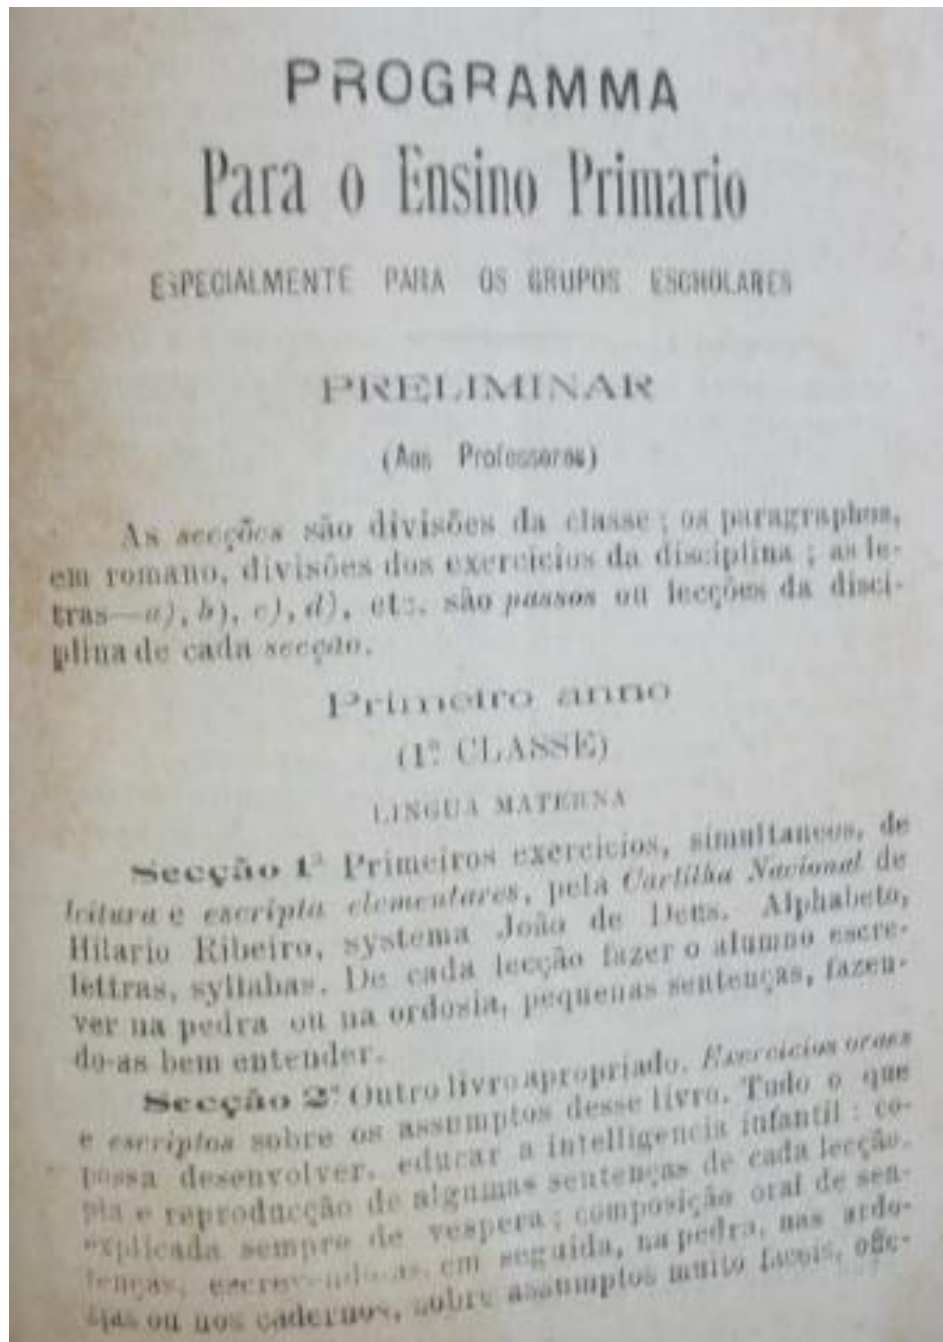 PROGRAMMA
Para o Ensino Primario
ESPECIALMENTE PARA OS GRUPOS ESCHOLARES
PRELIMINAR
(Aos Professores)
As secções são divisões da classe; os paragraphos,
em romano, divisões dos exercicios da disciplina; as le-
tras—a), b), c), d), etc. são passos ou lecções da disci-
plina de cada secção.
Primeiro anno
(1ª CLASSE)
LINGUA MATERNA
Secção 1ª Primeiros exercicios, simultaneos, de
leitura e escripta elementares, pela Cartilha Nacional de
Hilario Ribeiro, systema João de Deus. Alphabeto,
lettras, syllabas. De cada lecção fazer o alumno escre-
ver na pedra ou na ordosia, pequenas sentenças, fazen-
do-as bem entender.
Secção 2ª Outro livro apropriado. Exercicios oraes
e escriptos sobre os assumptos desse livro. Tudo o que
possa desenvolver, educar a intelligencia infantil: co-
pia e reproducção de algumas sentenças de cada lecção,
explicada sempre de vespera; composição oral de sen-
tenças, escrevendo-as, em seguida, na pedra, nas ardo-
sias ou nos cadernos, sobre assumptos muito faceis, offe-